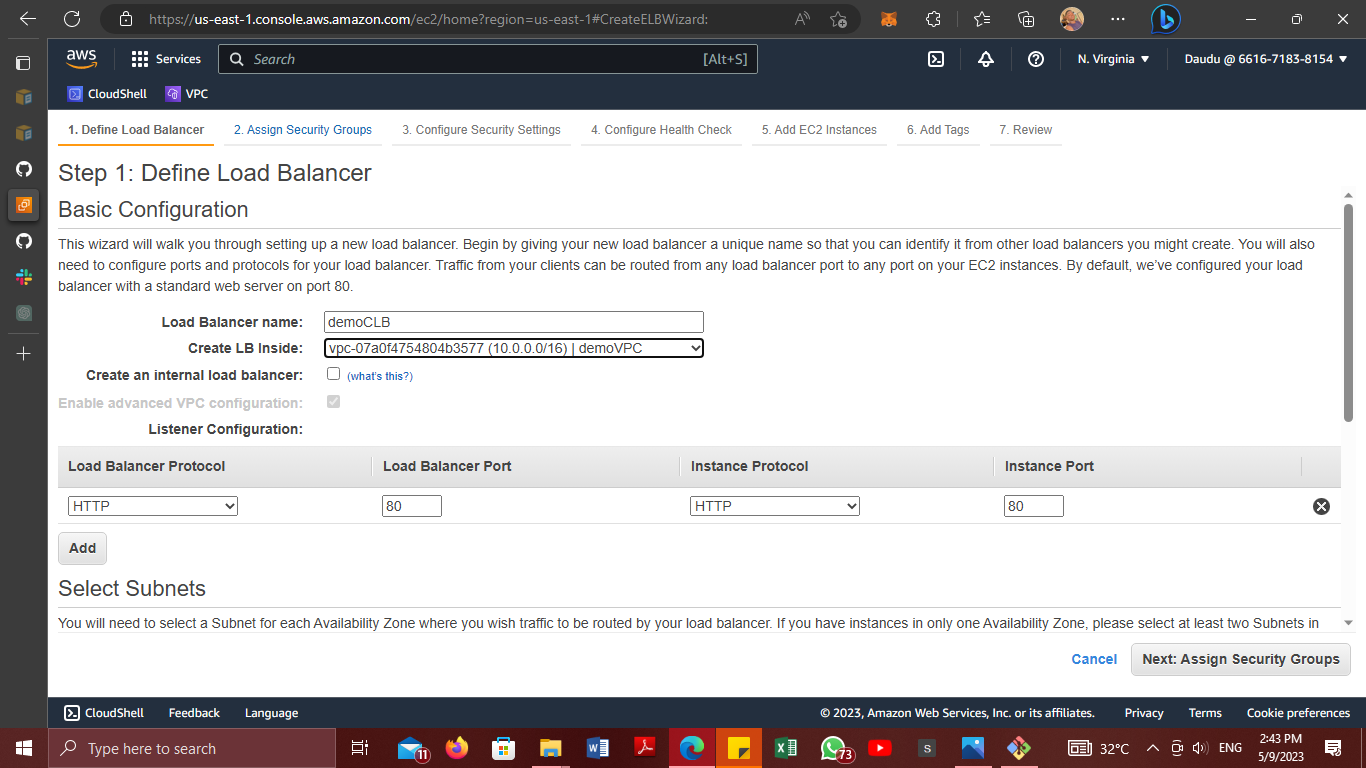 https://us-east-1.console.aws.amazon.com/ec2/home?region=us-east-1#CreateELBWizard:
aws
Services
Search [Alt+S]
N. Virginia
Daudu @ 6616-7183-8154
CloudShell
VPC
1. Define Load Balancer
2. Assign Security Groups
3. Configure Security Settings
4. Configure Health Check
5. Add EC2 Instances
6. Add Tags
7. Review
Step 1: Define Load Balancer
Basic Configuration
This wizard will walk you through setting up a new load balancer. Begin by giving your new load balancer a unique name so that you can identify it from other load balancers you might create. You will also
need to configure ports and protocols for your load balancer. Traffic from your clients can be routed from any load balancer port to any port on your EC2 instances. By default, we've configured your load
balancer with a standard web server on port 80.
Load Balancer name: demoCLB
Create LB Inside: vpc-07a0f4754804b3577 (10.0.0.0/16) | demoVPC
Create an internal load balancer: (what's this?)
Enable advanced VPC configuration:
Listener Configuration:
Load Balancer Protocol Load Balancer Port Instance Protocol Instance Port
HTTP 80 HTTP 80
Add
Select Subnets
You will need to select a Subnet for each Availability Zone where you wish traffic to be routed by your load balancer. If you have instances in only one Availability Zone, please select at least two Subnets in
Cancel
Next: Assign Security Groups
CloudShell
Feedback
Language
© 2023, Amazon Web Services, Inc. or its affiliates.
Privacy
Terms
Cookie preferences
Type here to search
11
73
S
32°C
ENG
2:43 PM
5/9/2023